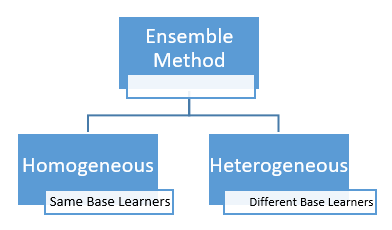 Ensemble
Method
Homogeneous
Heterogeneous
Same Base Learners
Different Base Learners